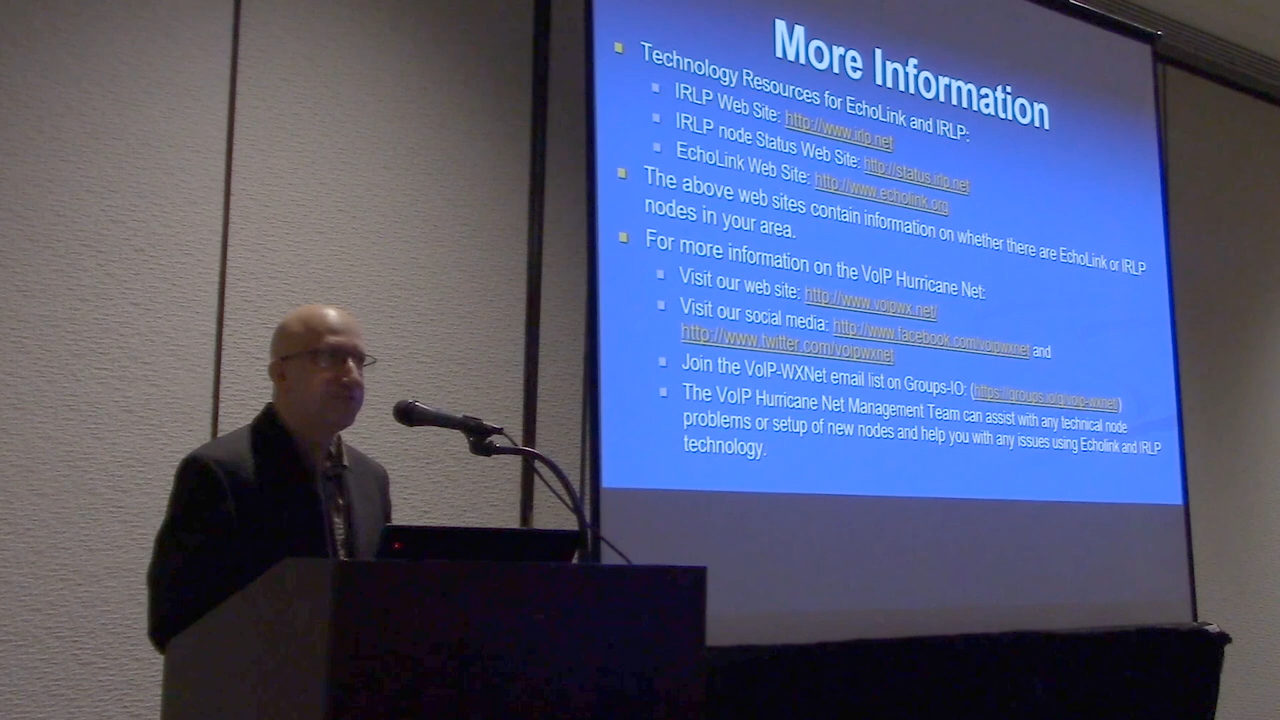 More Information
Technology Resources for EchoLink and IRLP:
IRLP Web Site: http://www.irlp.net
IRLP node Status Web Site: http://status.irlp.net
EchoLink Web Site: http://www.echolink.org
The above web sites contain information on whether there are EchoLink or IRLP
nodes in your area.
For more information on the VoIP Hurricane Net:
Visit our web site: http://www.voipwx.net/
Visit our social media: http://www.facebook.com/voipwxnet and
http://www.twitter.com/voipwxnet
Join the VoIP-WXNet email list on Groups-IO: (https://groups.io/g/voip-wxnet/)
The VoIP Hurricane Net Management Team can assist with any technical node
problems or setup of new nodes and help you with any issues using Echolink and IRLP
technology.